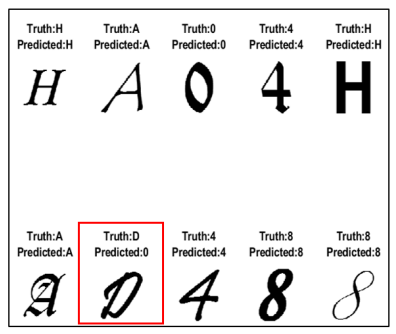 Truth:H Truth:A Truth:0 Truth:4 Truth:H
Predicted:H Predicted:A Predicted:0 Predicted:4 Predicted:H
H A 0 4 H
Truth:A Truth:D Truth:4 Truth:8 Truth:8
Predicted:A Predicted:0 Predicted:4 Predicted:8 Predicted:8
A D 4 8 8